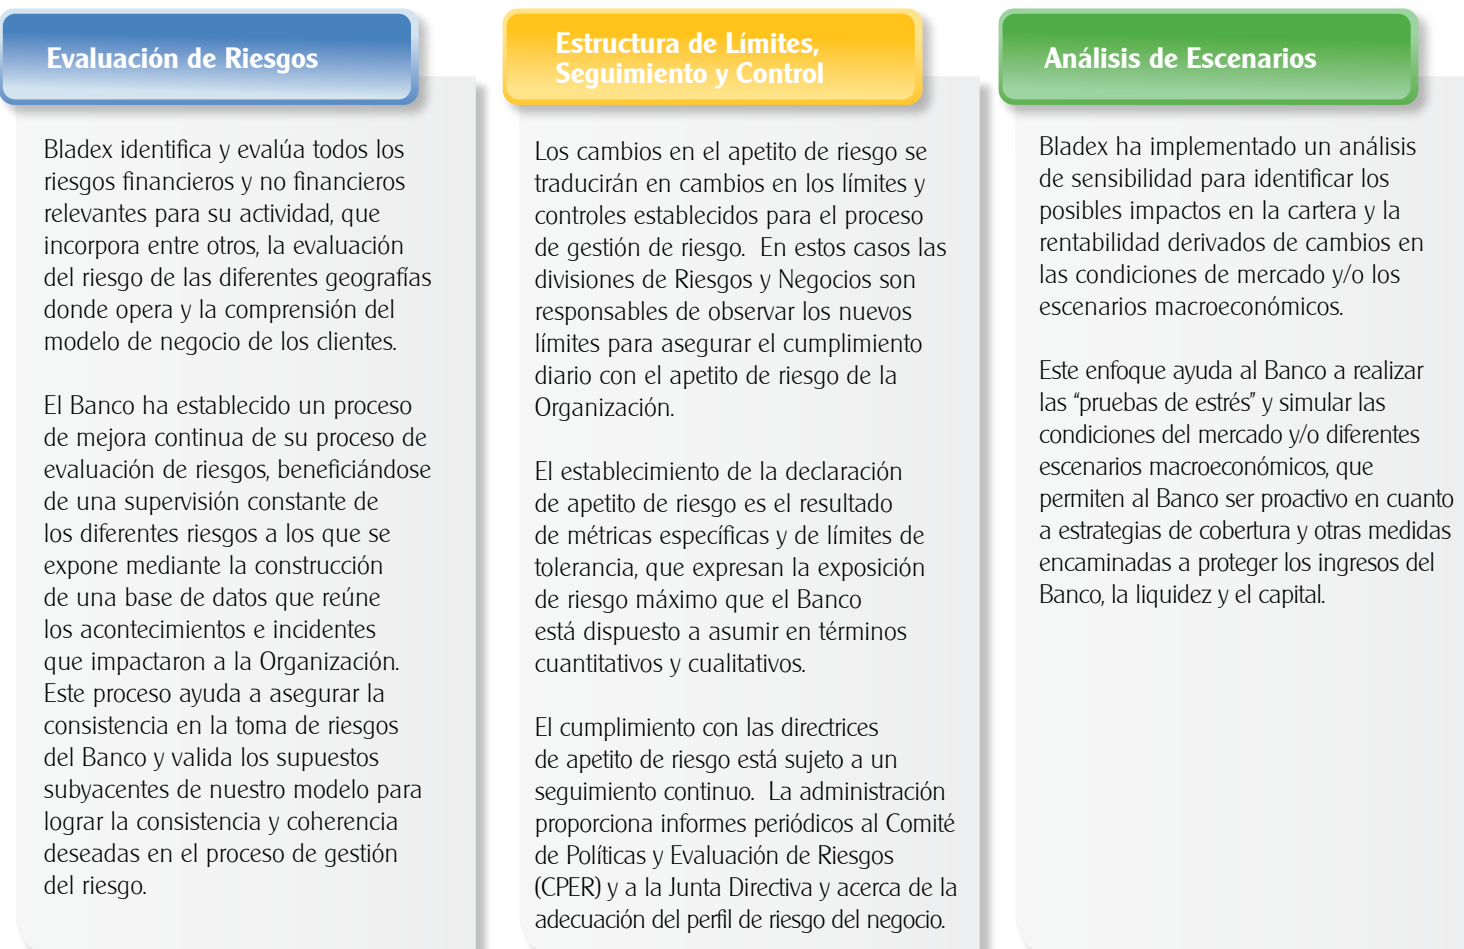 Evaluación de Riesgos
Bladex identifica y evalúa todos los
riesgos financieros y no financieros
relevantes para su actividad, que
incorpora entre otros, la evaluación
del riesgo de las diferentes geografías
donde opera y la comprensión del
modelo de negocio de los clientes.
El Banco ha establecido un proceso
de mejora continua de su proceso de
evaluación de riesgos, beneficiándose
de una supervisión constante de
los diferentes riesgos a los que se
expone mediante la construcción
de una base de datos que reúne
los acontecimientos e incidentes
que impactaron a la Organización.
Este proceso ayuda a asegurar la
consistencia en la toma de riesgos
del Banco y valida los supuestos
subyacentes de nuestro modelo para
lograr la consistencia y coherencia
deseadas en el proceso de gestión
del riesgo.
Estructura de Límites,
Seguimiento y Control
Los cambios en el apetito de riesgo se
traducirán en cambios en los límites y
controles establecidos para el proceso
de gestión de riesgo.  En estos casos las
divisiones de Riesgos y Negocios son
responsables de observar los nuevos
límites para asegurar el cumplimiento
diario con el apetito de riesgo de la
Organización.
El establecimiento de la declaración
de apetito de riesgo es el resultado
de métricas específicas y de límites de
tolerancia, que expresan la exposición
de riesgo máximo que el Banco
está dispuesto a asumir en términos
cuantitativos y cualitativos.
El cumplimiento con las directrices
de apetito de riesgo está sujeto a un
seguimiento continuo.  La administración
proporciona informes periódicos al Comité
de Políticas y Evaluación de Riesgos
(CPER) y a la Junta Directiva y acerca de la
adecuación del perfil de riesgo del negocio.
Análisis de Escenarios
Bladex ha implementado un análisis
de sensibilidad para identificar los
posibles impactos en la cartera y la
rentabilidad derivados de cambios en
las condiciones de mercado y/o los
escenarios macroeconómicos.
Este enfoque ayuda al Banco a realizar
las “pruebas de estrés” y simular las
condiciones del mercado y/o diferentes
escenarios macroeconómicos, que
permiten al Banco ser proactivo en cuanto
a estrategias de cobertura y otras medidas
encaminadas a proteger los ingresos del
Banco, la liquidez y el capital.